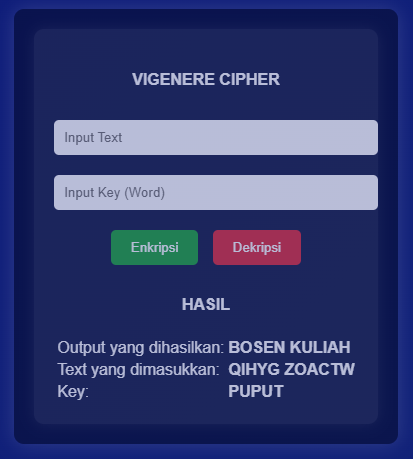 VIGENERE CIPHER
Input Text
Input Key (Word)
Enkripsi Dekripsi
HASIL
Output yang dihasilkan: BOSEN KULIAH
Text yang dimasukkan: QIHYG ZOACTW
Key: PUPUT